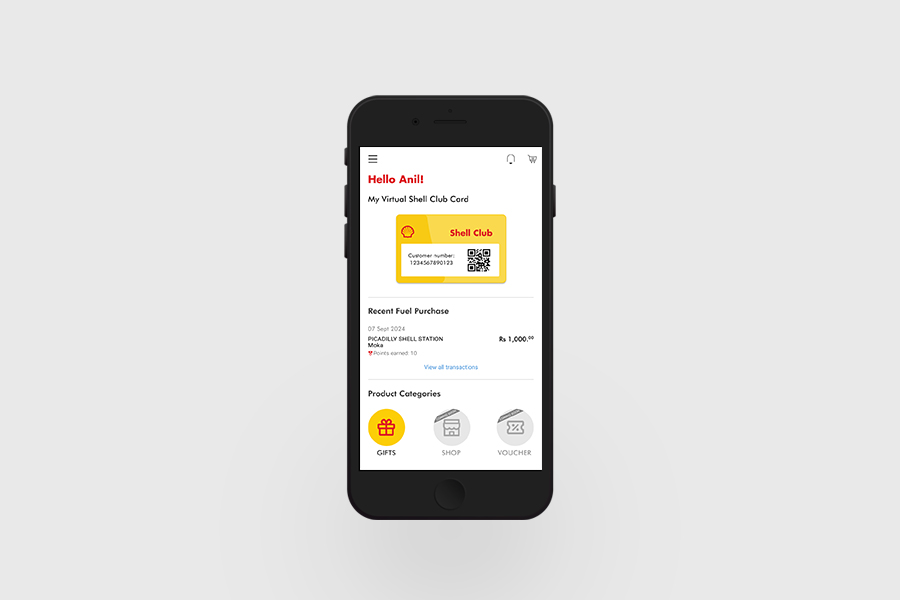 Hello Anil!
My Virtual Shell Club Card
Shell Club
Customer number:
1234567890123
Recent Fuel Purchase
07 Sept 2024
PICADILLY SHELL STATION
Rs 1,000.00
Moka
Points earned: 10
View all transactions
Product Categories
GIFTS
SHOP
VOUCHER